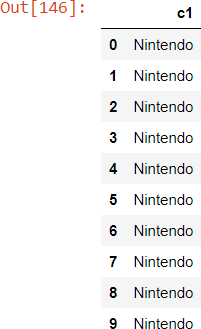 Out[146]:
c1
0 Nintendo
1 Nintendo
2 Nintendo
3 Nintendo
4 Nintendo
5 Nintendo
6 Nintendo
7 Nintendo
8 Nintendo
9 Nintendo